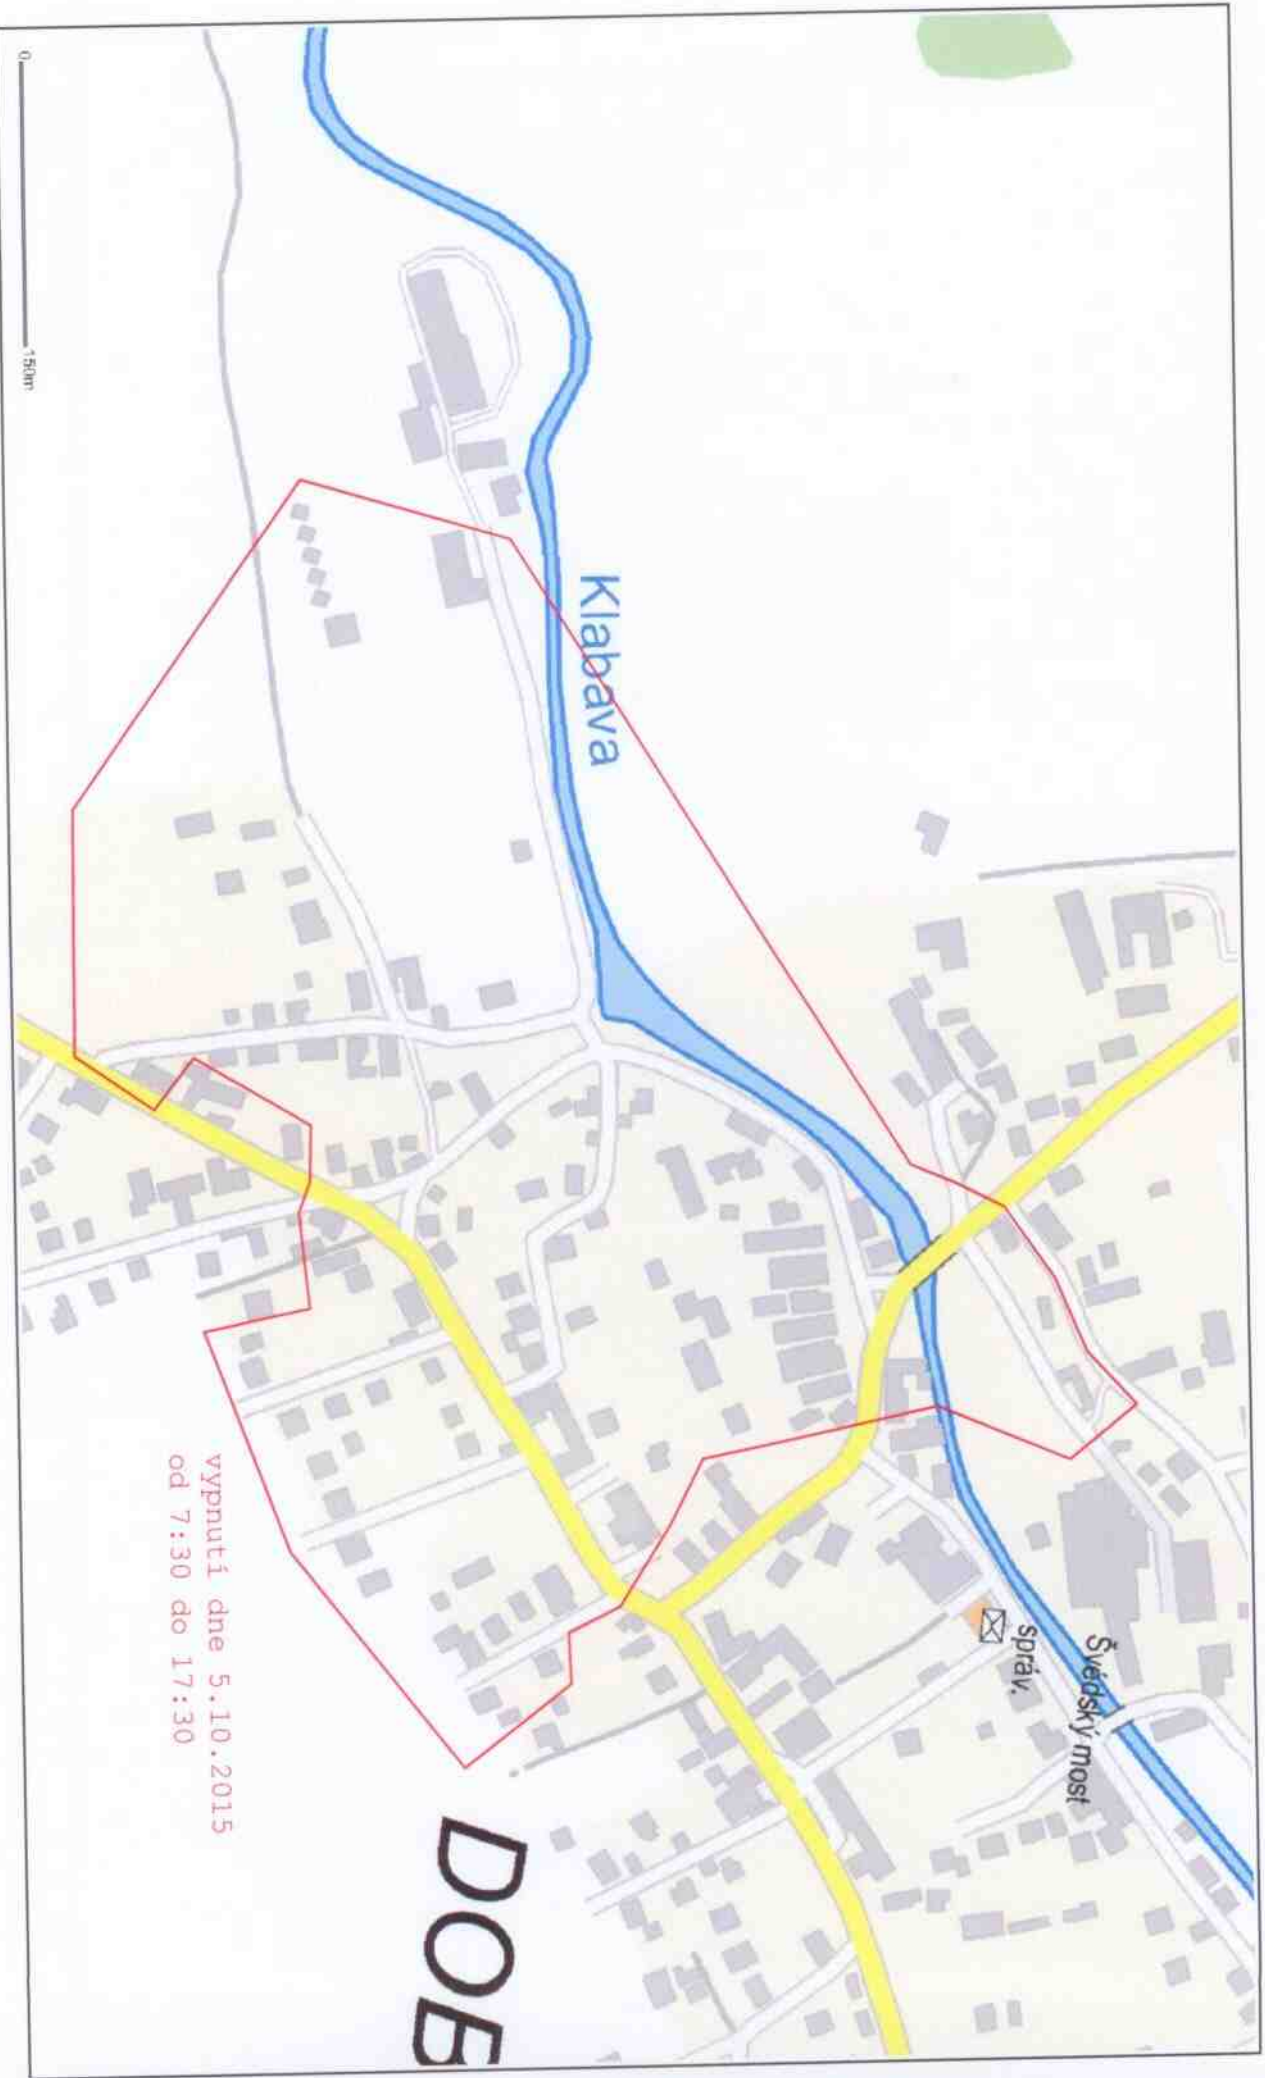 Klabava
Švédský most
správ.
DOB
vypnutí dne 5.10.2015
od 7:30 do 17:30
0
150m